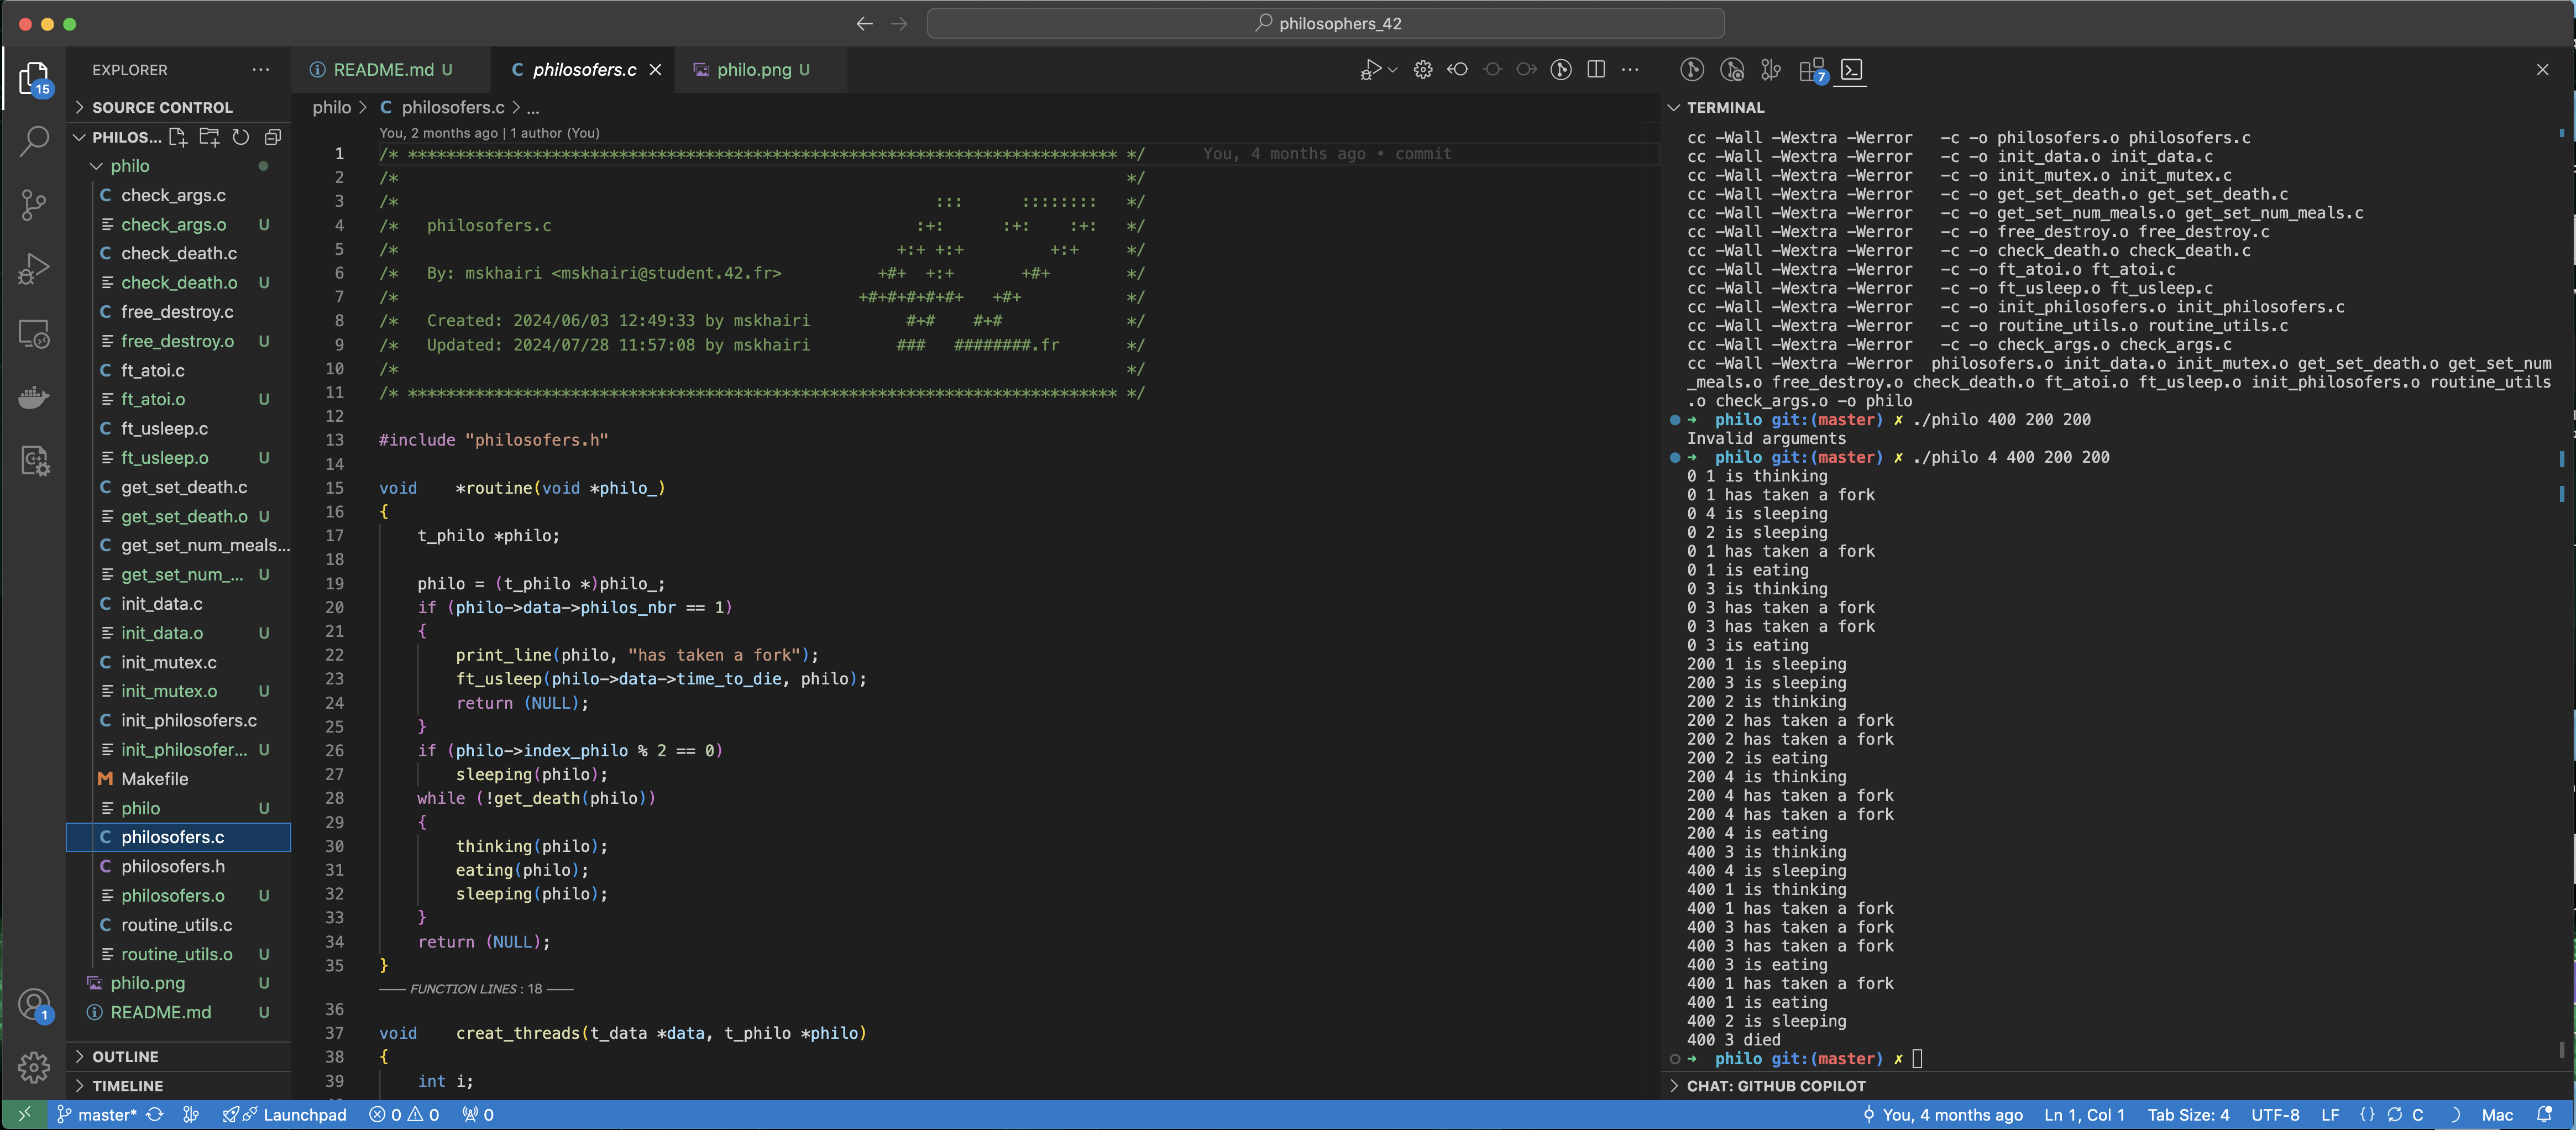 philosophers_42
15
EXPLORER
SOURCE CONTROL
PHILOS...
philo
check_args.c
check_args.o U
check_death.c
check_death.o U
free_destroy.c
free_destroy.o U
ft_atoi.c
ft_atoi.o U
ft_usleep.c
ft_usleep.o U
get_set_death.c
get_set_death.o U
get_set_num_meals...
get_set_num_... U
init_data.c
init_data.o U
init_mutex.c
init_mutex.o U
init_philosofers.c
init_philosofer... U
Makefile
philo U
philosofers.c
philosofers.h
philosofers.o U
routine_utils.c
routine_utils.o U
philo.png U
README.md U
OUTLINE
TIMELINE
1
README.md U
philosofers.c
philo.png U
philo > C philosofers.c > ...
You, 2 months ago | 1 author (You)
1 /* ************************************************************************** */ You, 4 months ago • commit
2 /* */
3 /* ::: :::::::: */
4 /* philosofers.c :+: :+: :+: */
5 /* +:+ +:+ +:+ */
6 /* By: mskhairi <mskhairi@student.42.fr> +#+ +:+ +#+ */
7 /* +#+#+#+#+#+ +#+ */
8 /* Created: 2024/06/03 12:49:33 by mskhairi #+# #+# */
9 /* Updated: 2024/07/28 11:57:08 by mskhairi ### ########.fr */
10 /* */
11 /* ************************************************************************** */
12
13 #include "philosofers.h"
14
15 void *routine(void *philo_)
16 {
17 t_philo *philo;
18
19 philo = (t_philo *)philo_;
20 if (philo->data->philos_nbr == 1)
21 {
22 print_line(philo, "has taken a fork");
23 ft_usleep(philo->data->time_to_die, philo);
24 return (NULL);
25 }
26 if (philo->index_philo % 2 == 0)
27 sleeping(philo);
28 while (!get_death(philo))
29 {
30 thinking(philo);
31 eating(philo);
32 sleeping(philo);
33 }
34 return (NULL);
35 }
FUNCTION LINES : 18
36
37 void creat_threads(t_data *data, t_philo *philo)
38 {
39 int i;
7
TERMINAL
cc -Wall -Wextra -Werror -c -o philosofers.o philosofers.c
cc -Wall -Wextra -Werror -c -o init_data.o init_data.c
cc -Wall -Wextra -Werror -c -o init_mutex.o init_mutex.c
cc -Wall -Wextra -Werror -c -o get_set_death.o get_set_death.c
cc -Wall -Wextra -Werror -c -o get_set_num_meals.o get_set_num_meals.c
cc -Wall -Wextra -Werror -c -o free_destroy.o free_destroy.c
cc -Wall -Wextra -Werror -c -o check_death.o check_death.c
cc -Wall -Wextra -Werror -c -o ft_atoi.o ft_atoi.c
cc -Wall -Wextra -Werror -c -o ft_usleep.o ft_usleep.c
cc -Wall -Wextra -Werror -c -o init_philosofers.o init_philosofers.c
cc -Wall -Wextra -Werror -c -o routine_utils.o routine_utils.c
cc -Wall -Wextra -Werror -c -o check_args.o check_args.c
cc -Wall -Wextra -Werror philosofers.o init_data.o init_mutex.o get_set_death.o get_set_num
_meals.o free_destroy.o check_death.o ft_atoi.o ft_usleep.o init_philosofers.o routine_utils
.o check_args.o -o philo
➜ philo git:(master) ✗ ./philo 400 200 200
Invalid arguments
➜ philo git:(master) ✗ ./philo 4 400 200 200
0 1 is thinking
0 1 has taken a fork
0 4 is sleeping
0 2 is sleeping
0 1 has taken a fork
0 1 is eating
0 3 is thinking
0 3 has taken a fork
0 3 has taken a fork
0 3 is eating
200 1 is sleeping
200 3 is sleeping
200 2 is thinking
200 2 has taken a fork
200 2 has taken a fork
200 2 is eating
200 4 is thinking
200 4 has taken a fork
200 4 has taken a fork
200 4 is eating
400 3 is thinking
400 4 is sleeping
400 1 is thinking
400 1 has taken a fork
400 3 has taken a fork
400 3 has taken a fork
400 3 is eating
400 1 has taken a fork
400 1 is eating
400 2 is sleeping
400 3 died
➜ philo git:(master) ✗
CHAT: GITHUB COPILOT
master* Launchpad 0 0 0 You, 4 months ago Ln 1, Col 1 Tab Size: 4 UTF-8 LF {} C Mac